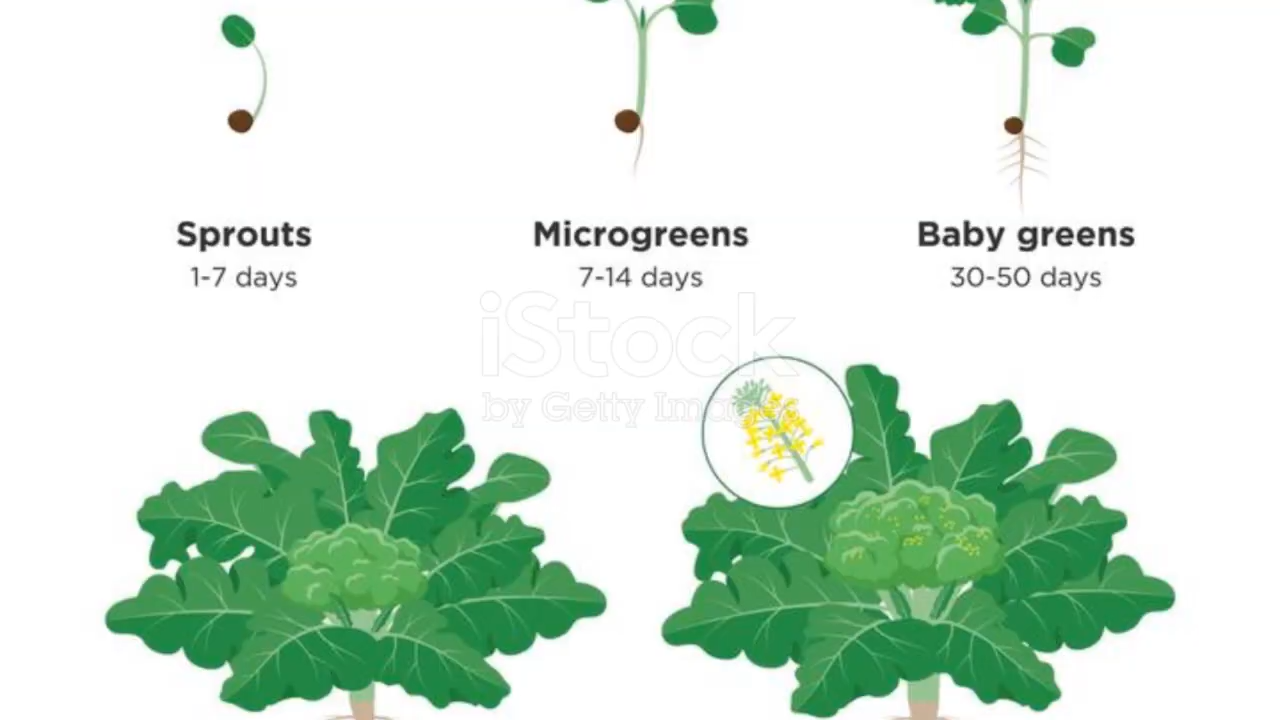 Sprouts
Microgreens
Baby greens
1-7 days
7-14 days
30-50 days
iStock
by Getty Images